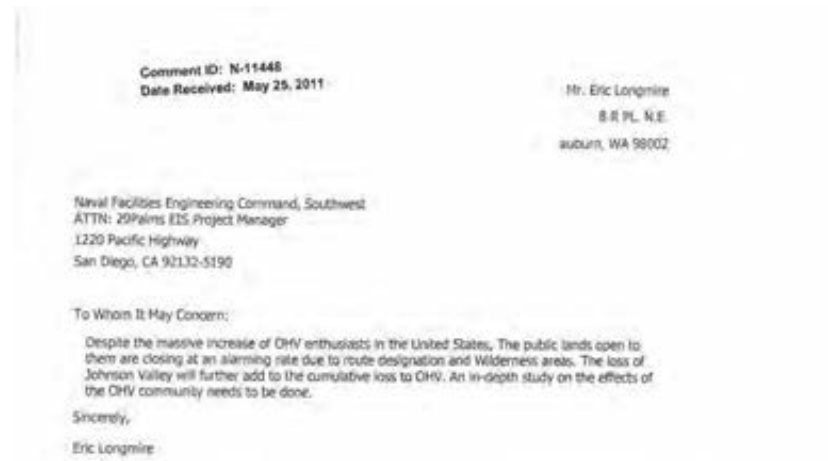 Comment ID: N-11448
Date Received: May 25, 2011
Mr. Eric Longmire
8 R PL. N.E.
auburn, WA 98002
Naval Facilities Engineering Command, Southwest
ATTN: 29Palms EIS Project Manager
1220 Pacific Highway
San Diego, CA 92132-5190
To Whom It May Concern:
Despite the massive increase of OHV enthusiasts in the United States, The public lands open to
them are closing at an alarming rate due to route designation and Wilderness areas. The loss of
Johnson Valley will further add to the cumulative loss to OHV. An in-depth study on the effects of
the OHV community needs to be done.
Sincerely,
Eric Longmire